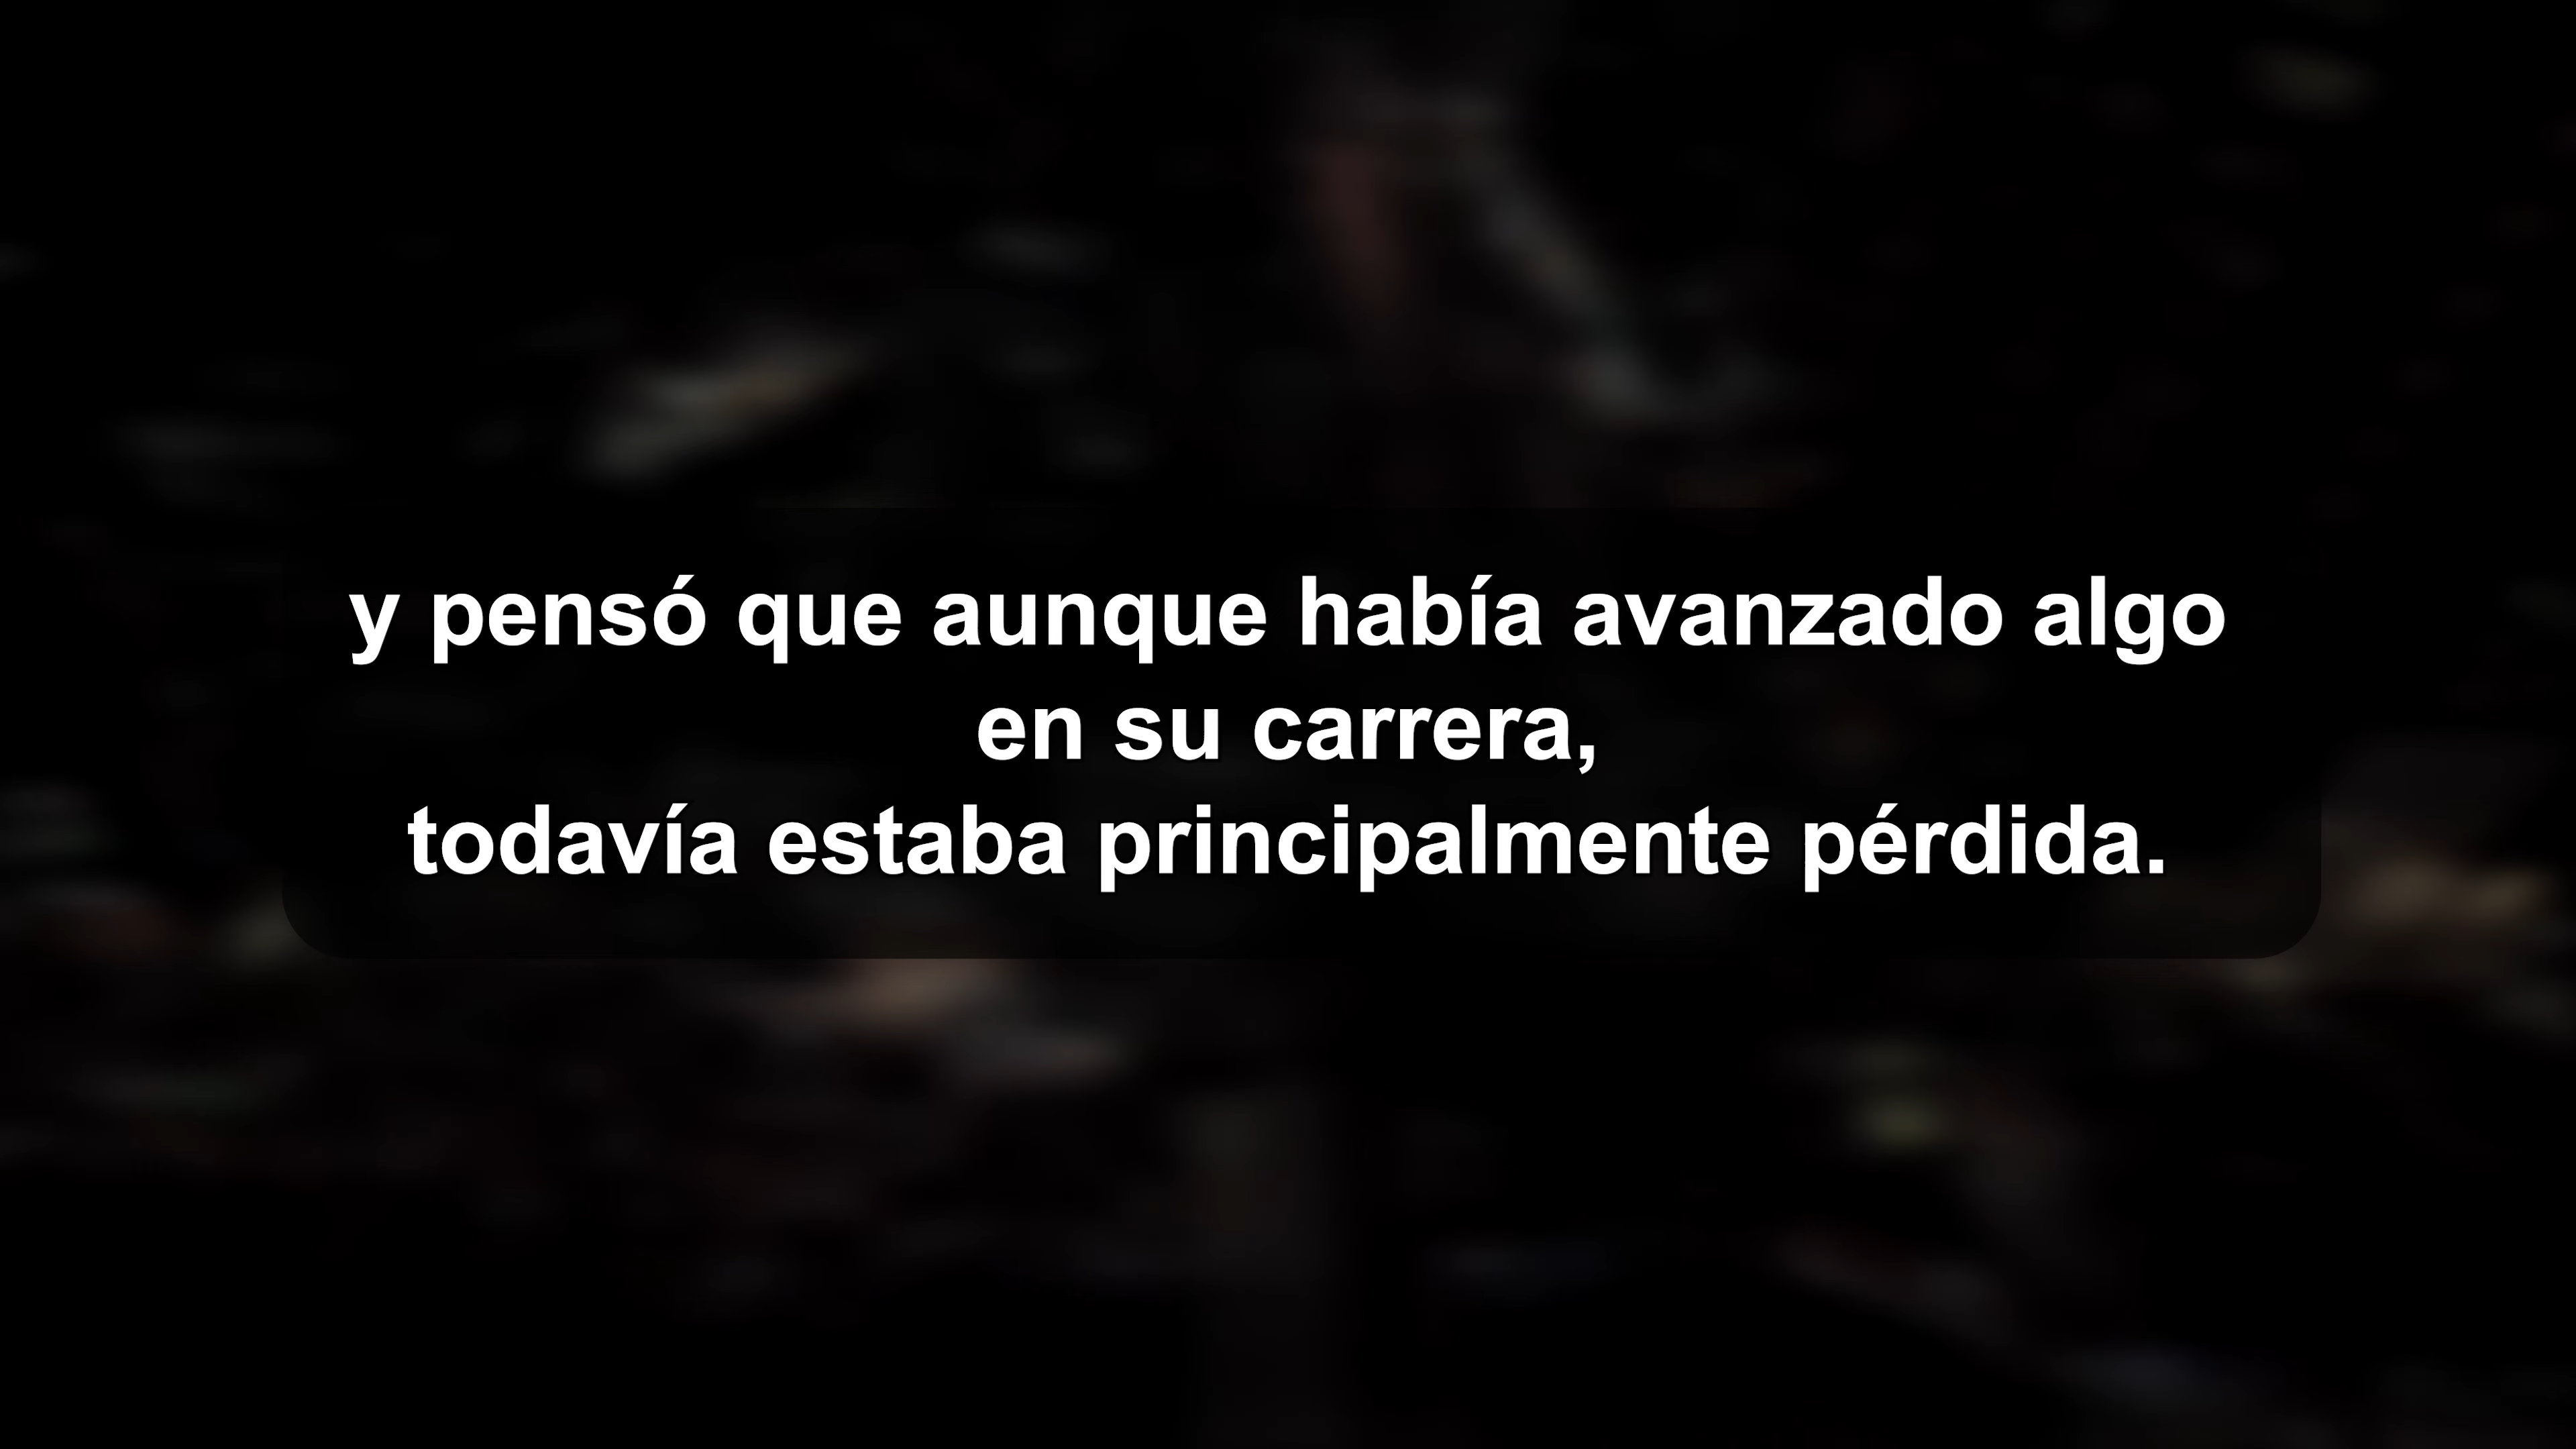 y pensó que aunque había avanzado algo
en su carrera,
todavía estaba principalmente pérdida.